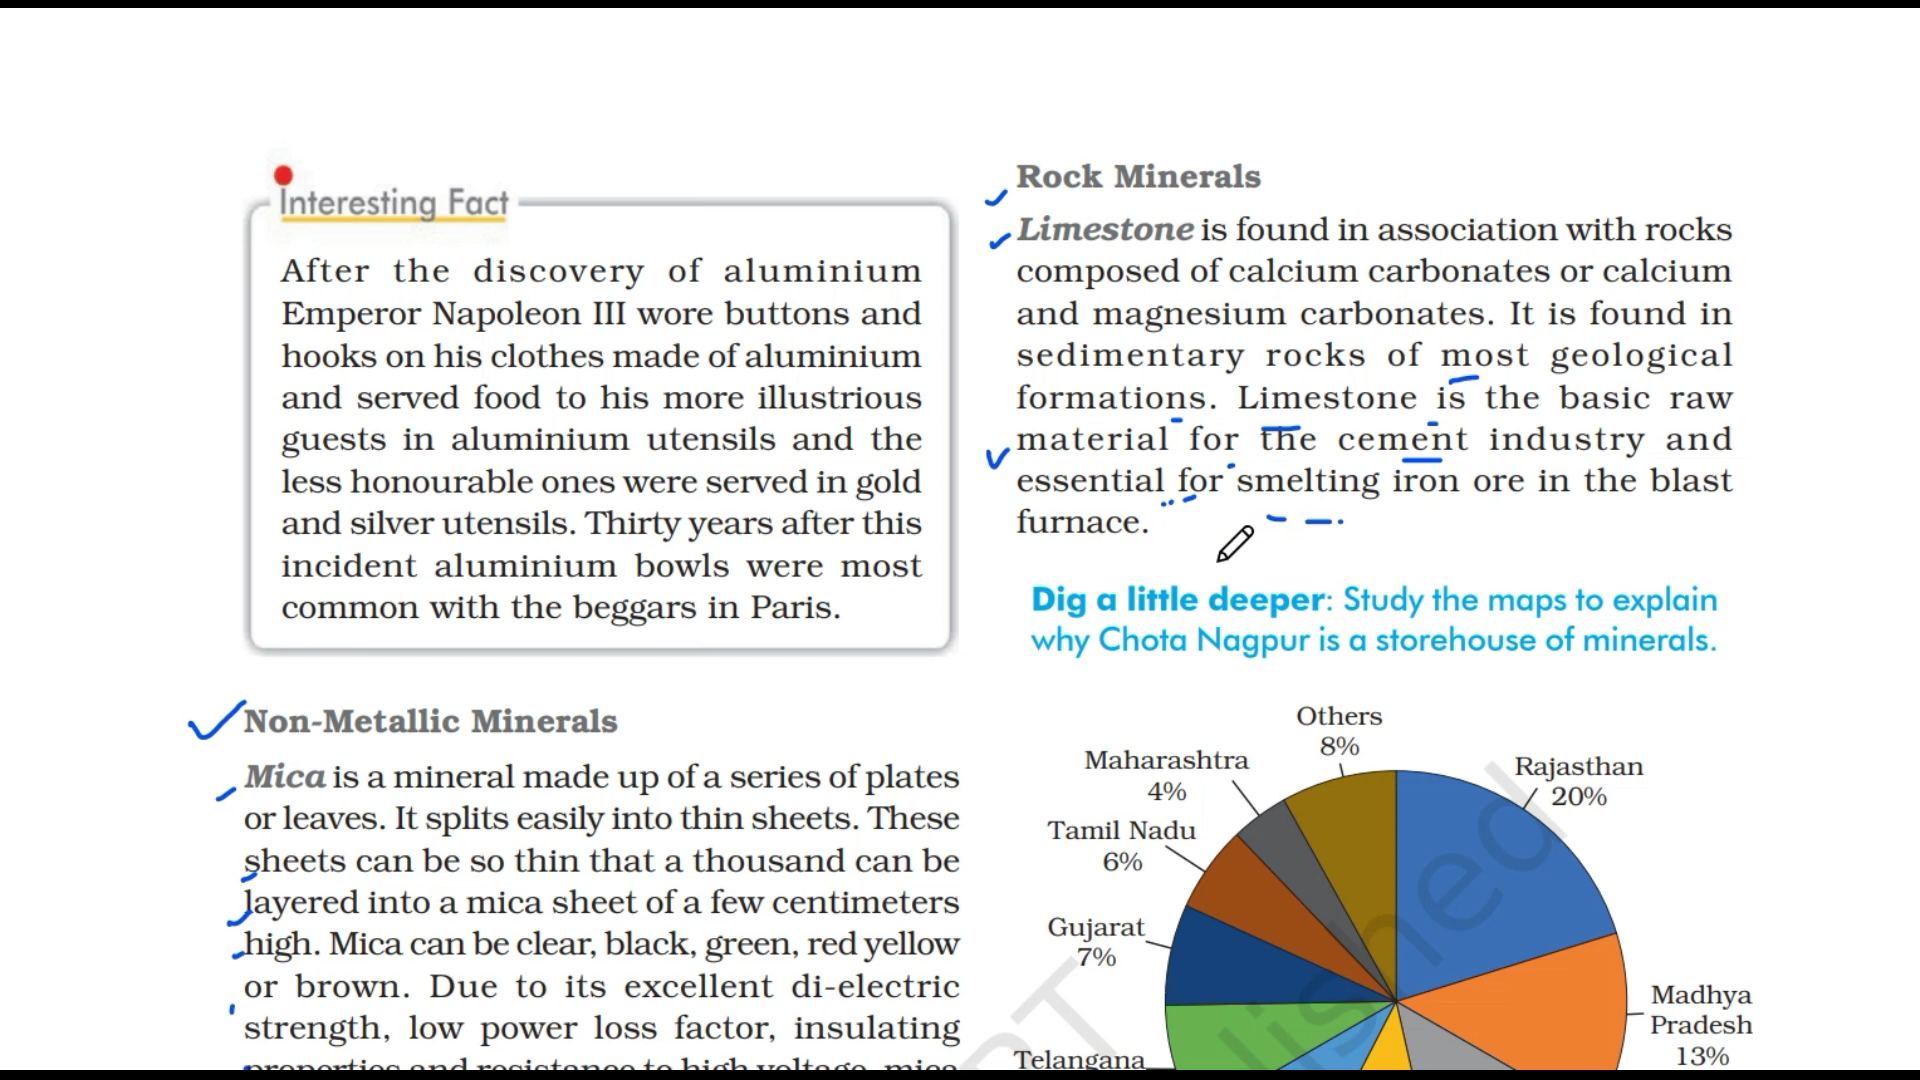 Interesting Fact
After the discovery of aluminium
Emperor Napoleon III wore buttons and
hooks on his clothes made of aluminium
and served food to his more illustrious
guests in aluminium utensils and the
less honourable ones were served in gold
and silver utensils. Thirty years after this
incident aluminium bowls were most
common with the beggars in Paris.
Non-Metallic Minerals
Mica is a mineral made up of a series of plates
or leaves. It splits easily into thin sheets. These
sheets can be so thin that a thousand can be
layered into a mica sheet of a few centimeters
high. Mica can be clear, black, green, red yellow
or brown. Due to its excellent di-electric
strength, low power loss factor, insulating
properties and resistance to high voltage, mica
Rock Minerals
Limestone is found in association with rocks
composed of calcium carbonates or calcium
and magnesium carbonates. It is found in
sedimentary rocks of most geological
formations. Limestone is the basic raw
material for the cement industry and
essential for smelting iron ore in the blast
furnace.
Dig a little deeper: Study the maps to explain
why Chota Nagpur is a storehouse of minerals.
Others
8%
Maharashtra
4%
Rajasthan
20%
Tamil Nadu
6%
Gujarat
7%
Madhya
Pradesh
13%
Telangana